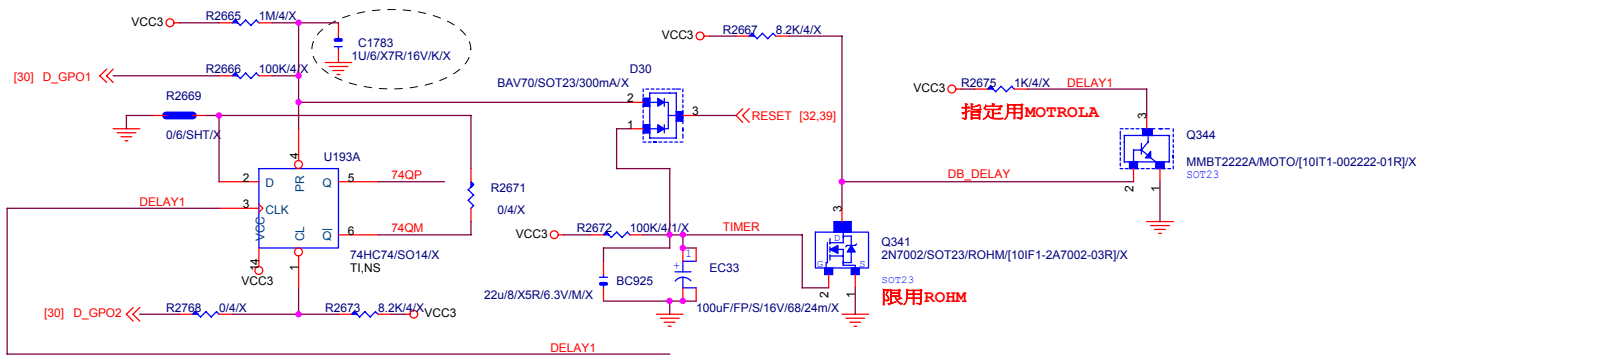 VCC3
R2665
1M/4/X
C1783
1U/6/X7R/16V/K/X
[30] D_GPO1
R2666
100K/4/X
R2669
0/6/SHT/X
U193A
4
PR
2
D
Q
5
74QP
DELAY1
3
CLK
VCC
CL
QI
6
74QM
14
VCC3
1
74HC74/SO14/X
TI,NS
R2671
0/4/X
[30] D_GPO2
R2768
0/4/X
R2673
8.2K/4/X
VCC3
DELAY1
VCC3
R2667
8.2K/4/X
D30
BAV70/SOT23/300mA/X
2
1
3
RESET [32,39]
VCC3
R2672
100K/4/1/X
TIMER
BC925
22u/8/X5R/6.3V/M/X
1
+
EC33
100uF/FP/S/16V/68/24m/X
3
D
G
S
2
1
Q341
2N7002/SOT23/ROHM/[10IF1-2A7002-03R]/X
SOT23
限用ROHM
DB_DELAY
VCC3
R2675
1K/4/X
DELAY1
指定用MOTROLA
3
2
1
Q344
MMBT2222A/MOTO/[10IT1-002222-01R]/X
SOT23